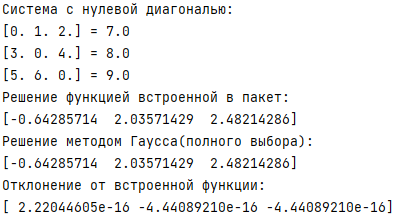 Система с нулевой диагональю:
[0. 1. 2.] = 7.0
[3. 0. 4.] = 8.0
[5. 6. 0.] = 9.0
Решение функцией встроенной в пакет:
[-0.64285714  2.03571429  2.48214286]
Решение методом Гаусса(полного выбора):
[-0.64285714  2.03571429  2.48214286]
Отклонение от встроенной функции:
[ 2.22044605e-16 -4.44089210e-16 -4.44089210e-16]